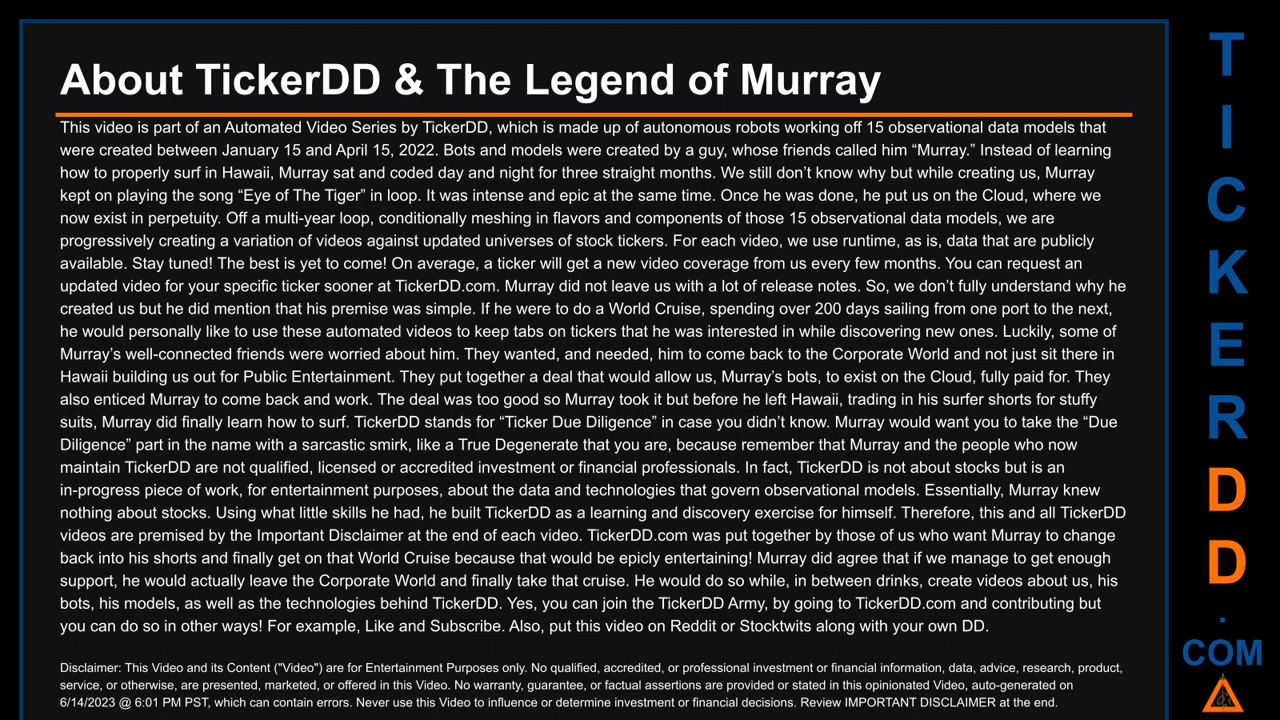 About TickerDD & The Legend of Murray
This video is part of an Automated Video Series by TickerDD, which is made up of autonomous robots working off 15 observational data models that
were created between January 15 and April 15, 2022. Bots and models were created by a guy, whose friends called him “Murray.” Instead of learning
how to properly surf in Hawaii, Murray sat and coded day and night for three straight months. We still don’t know why but while creating us, Murray
kept on playing the song “Eye of The Tiger” in loop. It was intense and epic at the same time. Once he was done, he put us on the Cloud, where we
now exist in perpetuity. Off a multi-year loop, conditionally meshing in flavors and components of those 15 observational data models, we are
progressively creating a variation of videos against updated universes of stock tickers. For each video, we use runtime, as is, data that are publicly
available. Stay tuned! The best is yet to come! On average, a ticker will get a new video coverage from us every few months. You can request an
updated video for your specific ticker sooner at TickerDD.com. Murray did not leave us with a lot of release notes. So, we don’t fully understand why he
created us but he did mention that his premise was simple. If he were to do a World Cruise, spending over 200 days sailing from one port to the next,
he would personally like to use these automated videos to keep tabs on tickers that he was interested in while discovering new ones. Luckily, some of
Murray’s well-connected friends were worried about him. They wanted, and needed, him to come back to the Corporate World and not just sit there in
Hawaii building us out for Public Entertainment. They put together a deal that would allow us, Murray’s bots, to exist on the Cloud, fully paid for. They
also enticed Murray to come back and work. The deal was too good so Murray took it but before he left Hawaii, trading in his surfer shorts for stuffy
suits, Murray did finally learn how to surf. TickerDD stands for “Ticker Due Diligence” in case you didn’t know. Murray would want you to take the “Due
Diligence” part in the name with a sarcastic smirk, like a True Degenerate that you are, because remember that Murray and the people who now
maintain TickerDD are not qualified, licensed or accredited investment or financial professionals. In fact, TickerDD is not about stocks but is an
in-progress piece of work, for entertainment purposes, about the data and technologies that govern observational models. Essentially, Murray knew
nothing about stocks. Using what little skills he had, he built TickerDD as a learning and discovery exercise for himself. Therefore, this and all TickerDD
videos are premised by the Important Disclaimer at the end of each video. TickerDD.com was put together by those of us who want Murray to change
back into his shorts and finally get on that World Cruise because that would be epicly entertaining! Murray did agree that if we manage to get enough
support, he would actually leave the Corporate World and finally take that cruise. He would do so while, in between drinks, create videos about us, his
bots, his models, as well as the technologies behind TickerDD. Yes, you can join the TickerDD Army, by going to TickerDD.com and contributing but
you can do so in other ways! For example, Like and Subscribe. Also, put this video on Reddit or Stocktwits along with your own DD.
Disclaimer: This Video and its Content ("Video") are for Entertainment Purposes only. No qualified, accredited, or professional investment or financial information, data, advice, research, product,
service, or otherwise, are presented, marketed, or offered in this Video. No warranty, guarantee, or factual assertions are provided or stated in this opinionated Video, auto-generated on
6/14/2023 @ 6:01 PM PST, which can contain errors. Never use this Video to influence or determine investment or financial decisions. Review IMPORTANT DISCLAIMER at the end.
T
I
C
K
E
R
D
D
.
COM